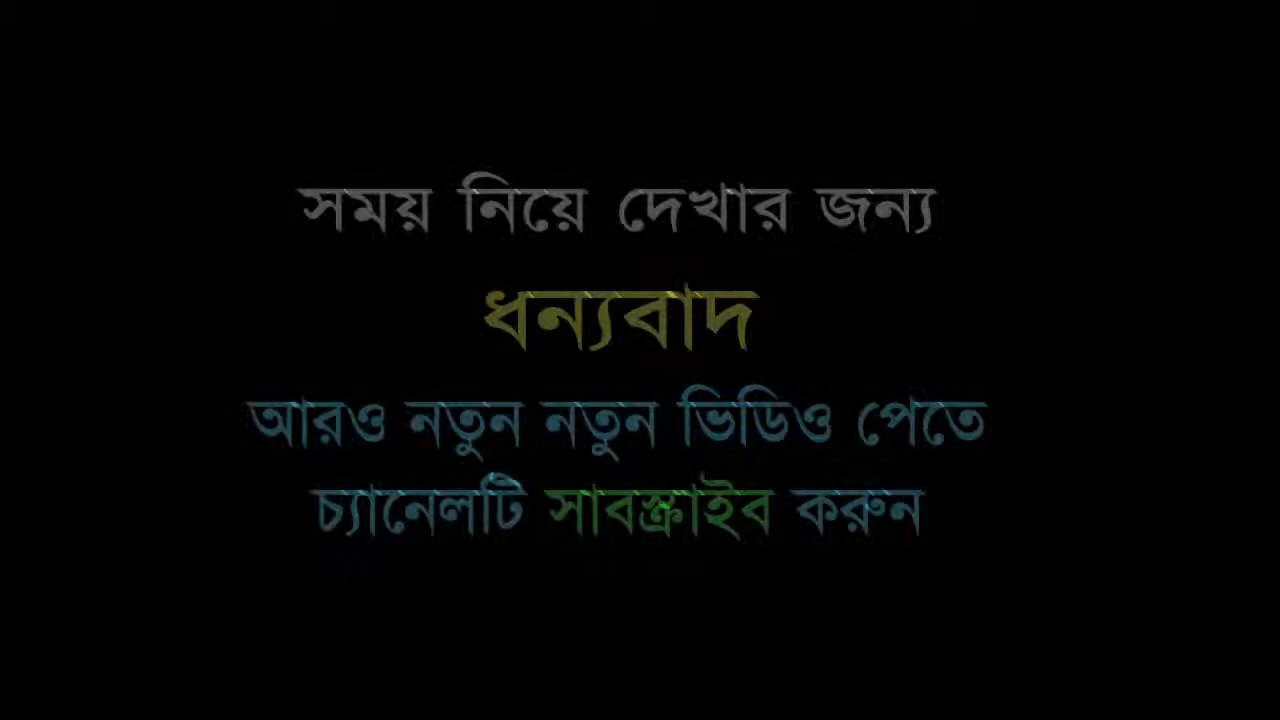 সময় নিয়ে দেখার জন্য
ধন্যবাদ
আরও নতুন নতুন ভিডিও পেতে
চ্যানেলটি সাবস্ক্রাইব করুন